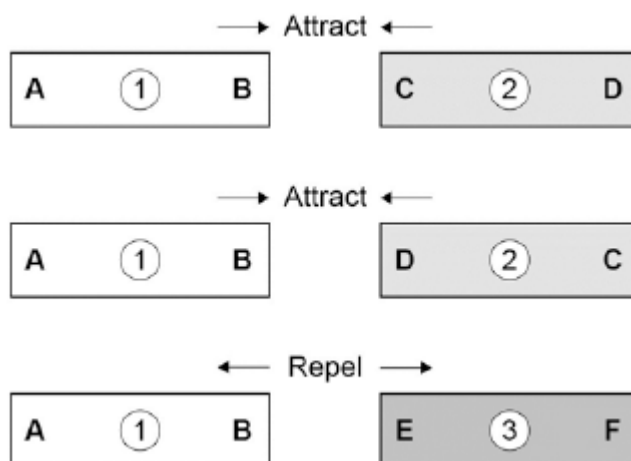 Attract
A 1 B C 2 D
Attract
A 1 B D 2 C
Repel
A 1 B E 3 F